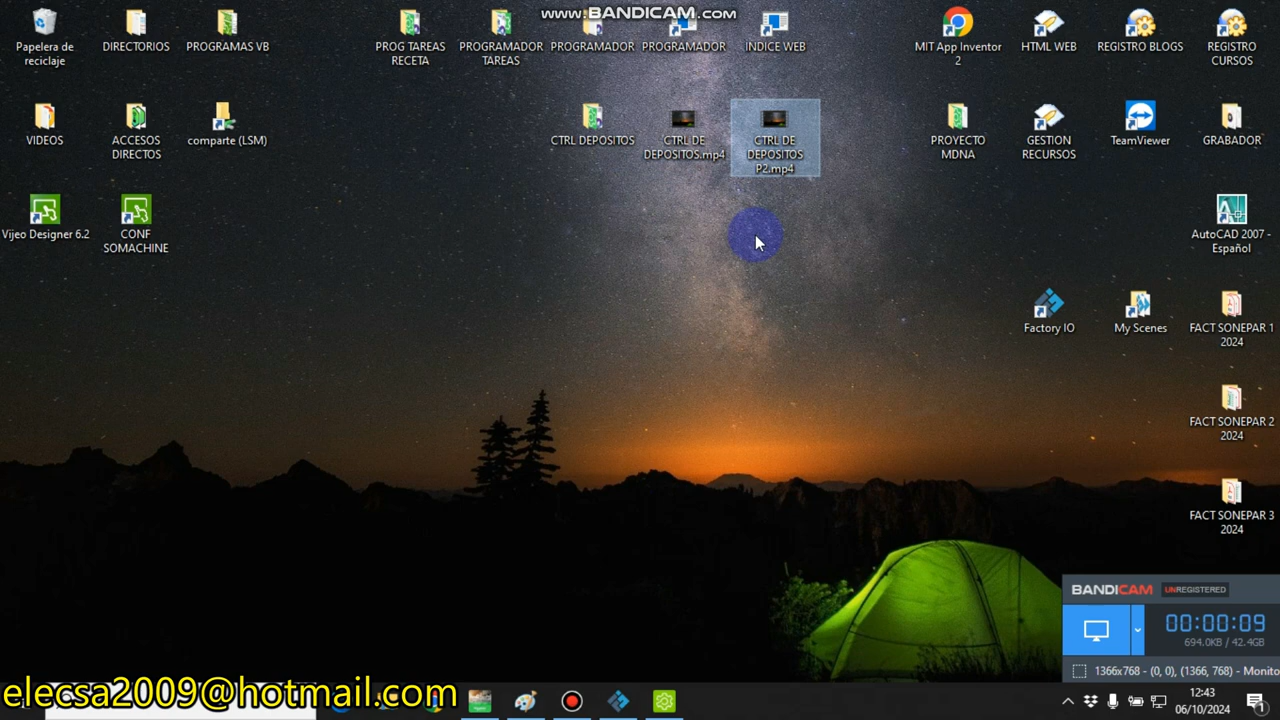 www.BANDICAM.com
Papelera de
reciclaje
DIRECTORIOS
PROGRAMAS VB
PROG TAREAS
RECETA
PROGRAMADOR
TAREAS
PROGRAMADOR
PROGRAMADOR
INDICE WEB
MIT App Inventor
2
HTML WEB
REGISTRO BLOGS
REGISTRO
CURSOS
VIDEOS
ACCESOS
DIRECTOS
comparte (LSM)
CTRL DEPOSITOS
CTRL DE
DEPOSITOS.mp4
CTRL DE
DEPOSITOS
P2.mp4
PROYECTO
MDNA
GESTION
RECURSOS
TeamViewer
GRABADOR
Vijeo Designer 6.2
CONF
SOMACHINE
AutoCAD 2007 -
Español
Factory IO
My Scenes
FACT SONEPAR 1
2024
FACT SONEPAR 2
2024
FACT SONEPAR 3
2024
BANDICAM UNREGISTERED
00:00:09
694.0KB / 42.4GB
1366x768 - (0, 0), (1366, 768) - Monito
elecsa2009@hotmail.com
12:43
06/10/2024
1